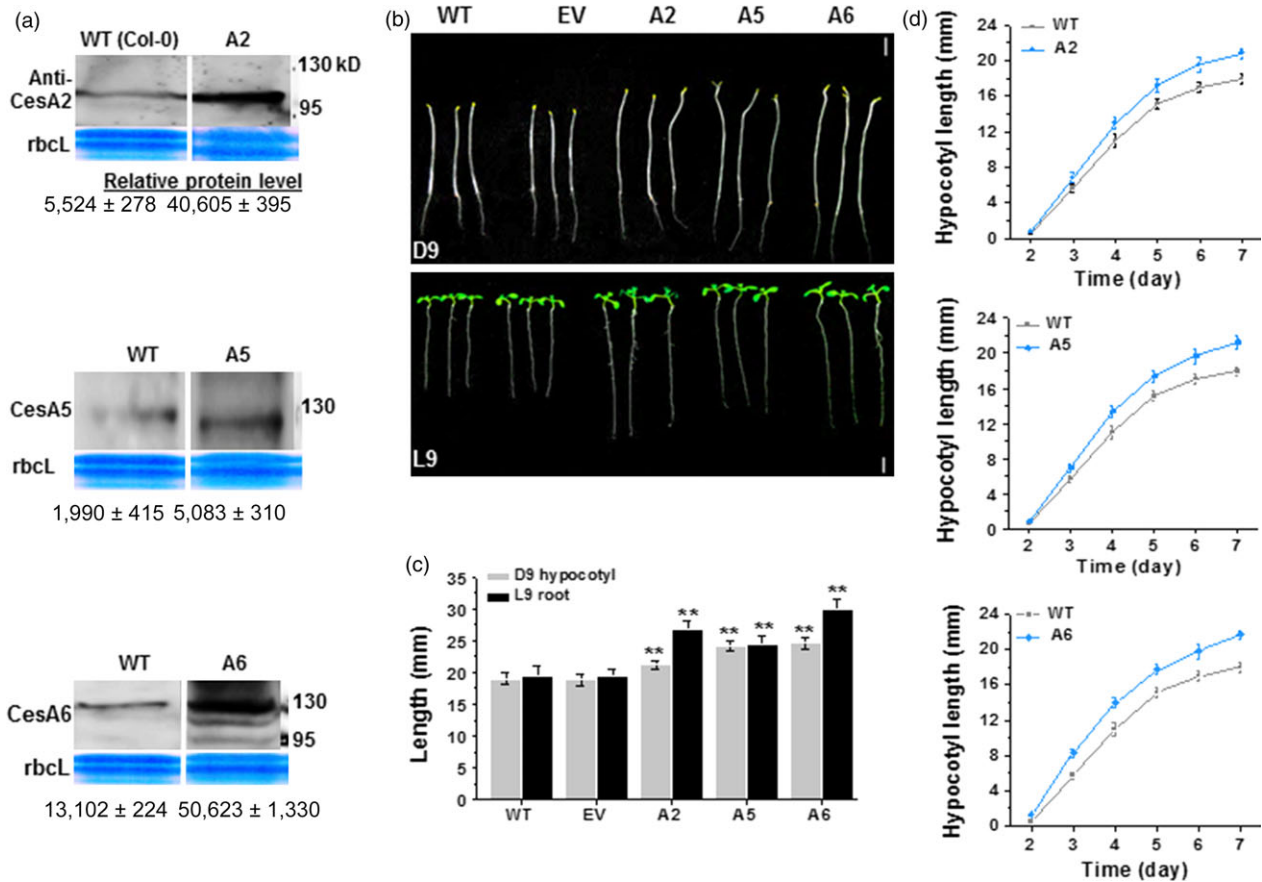 (a)
WT (Col-0) A2
Anti-
CesA2
130 kD
95
rbcL
Relative protein level
5,524 ± 278 40,605 ± 395
WT A5
CesA5
130
rbcL
1,990 ± 415 5,083 ± 310
WT A6
CesA6
130
95
rbcL
13,102 ± 224 50,623 ± 1,330
(b)
WT EV A2 A5 A6
D9
L9
(c)
D9 hypocotyl
L9 root
Length (mm)
35
30
25
20
25
10
5
0
** ** ** ** ** **
WT EV A2 A5 A6
(d)
WT
A2
Hypocotyl length (mm)
24
20
16
12
8
4
0
2 3 4 5 6 7
Time (day)
WT
A5
Hypocotyl length (mm)
24
20
16
12
8
4
0
2 3 4 5 6 7
Time (day)
WT
A6
Hypocotyl length (mm)
24
20
16
12
8
4
0
2 3 4 5 6 7
Time (day)